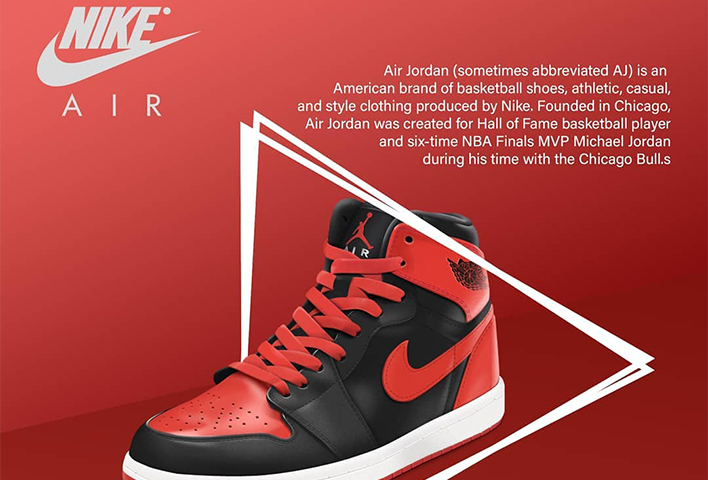 NIKE
AIR
Air Jordan (sometimes abbreviated AJ) is an
American brand of basketball shoes, athletic, casual,
and style clothing produced by Nike. Founded in Chicago,
Air Jordan was created for Hall of Fame basketball player
and six-time NBA Finals MVP Michael Jordan
during his time with the Chicago Bull.s
AIR